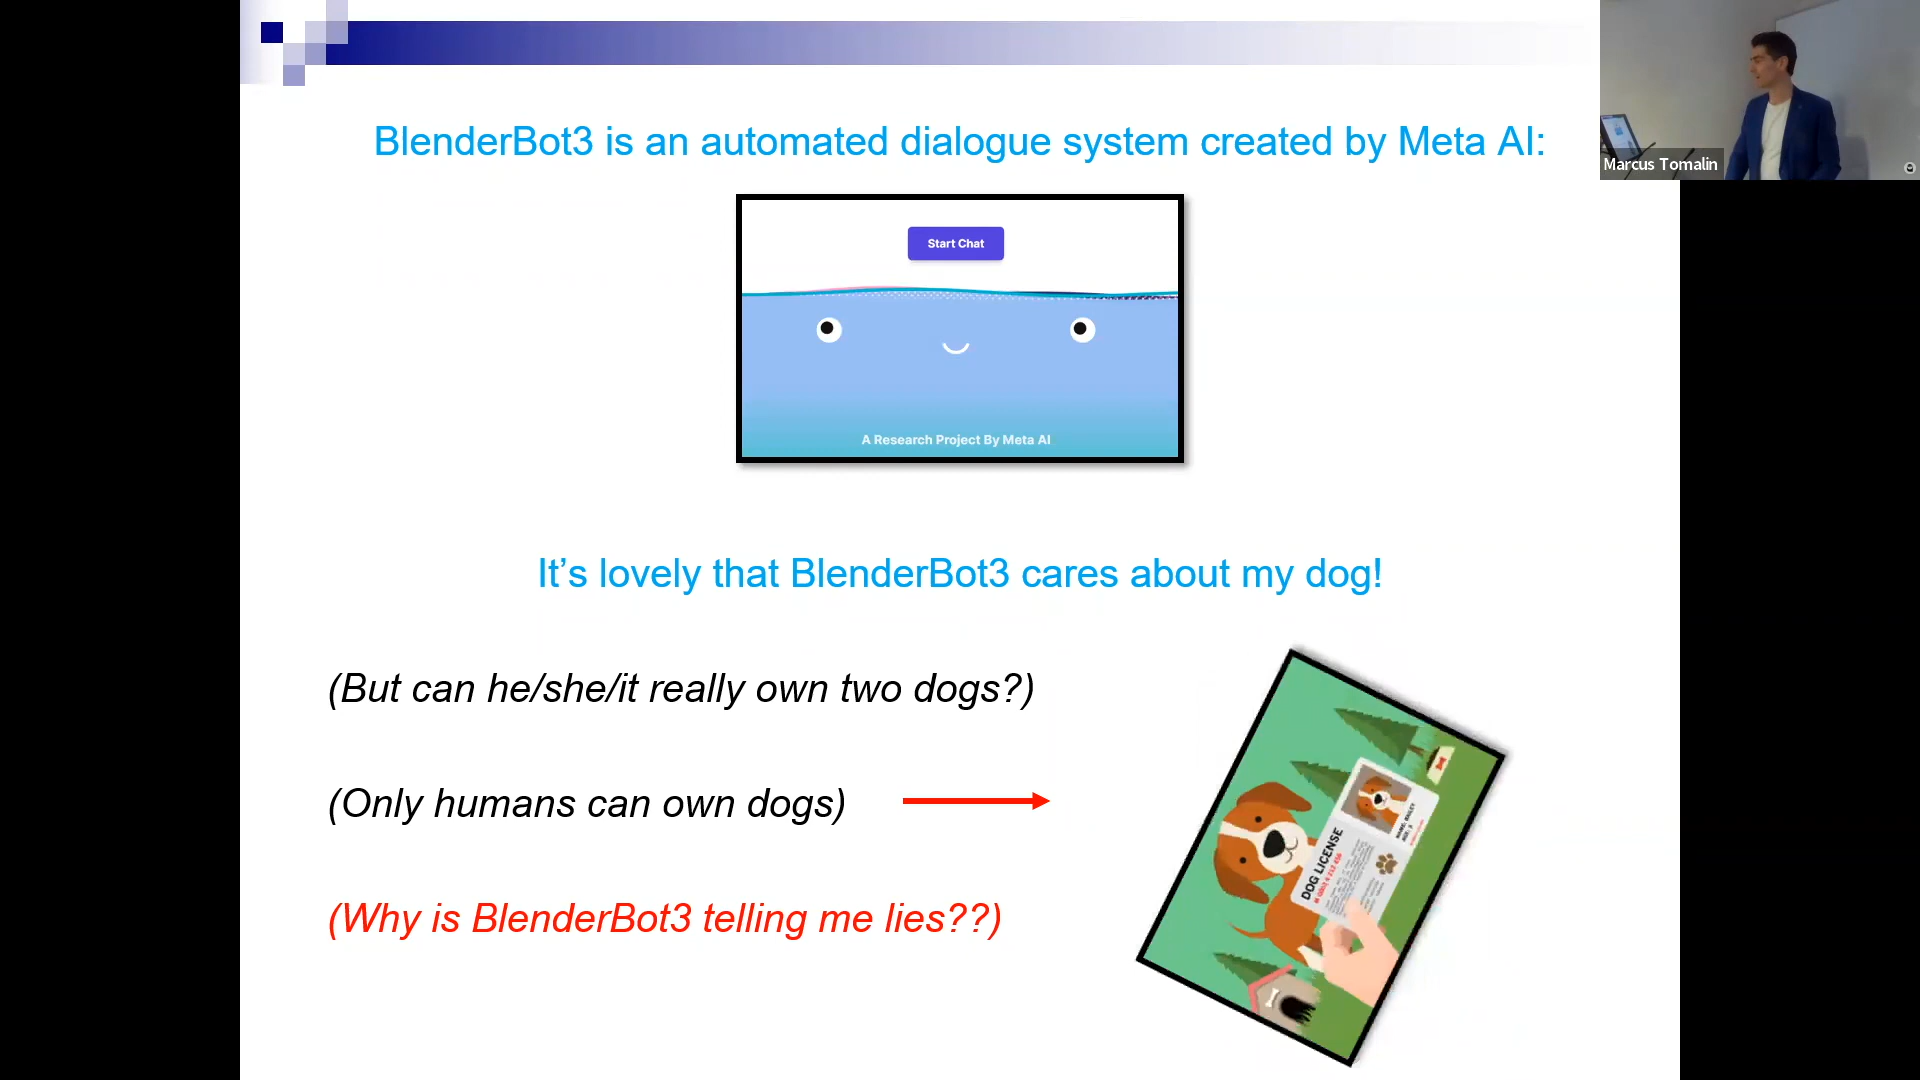 BlenderBot3 is an automated dialogue system created by Meta AI:
Marcus Tomalin
Start Chat
A Research Project By Meta AI
It's lovely that BlenderBot3 cares about my dog!
(But can he/she/it really own two dogs?)
(Only humans can own dogs)
(Why is BlenderBot3 telling me lies??)
DOG LICENSE
NAME: BAILEY